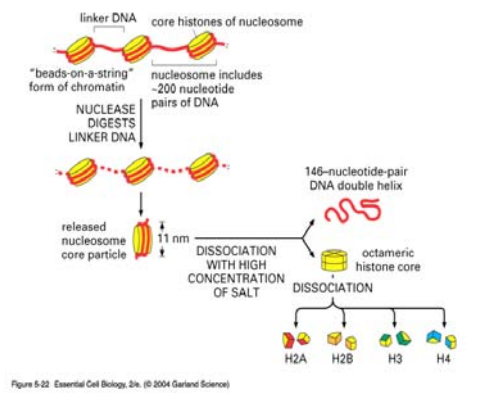 linker DNA
core histones of nucleosome
"beads-on-a-string"
form of chromatin
nucleosome includes
~200 nucleotide
pairs of DNA
NUCLEASE
DIGESTS
LINKER DNA
146–nucleotide-pair
DNA double helix
released
nucleosome
core particle
11 nm
DISSOCIATION
WITH HIGH
CONCENTRATION
OF SALT
octameric
histone core
DISSOCIATION
H2A H2B H3 H4
Figure 5-22 Essential Cell Biology, 2/e. (© 2004 Garland Science)